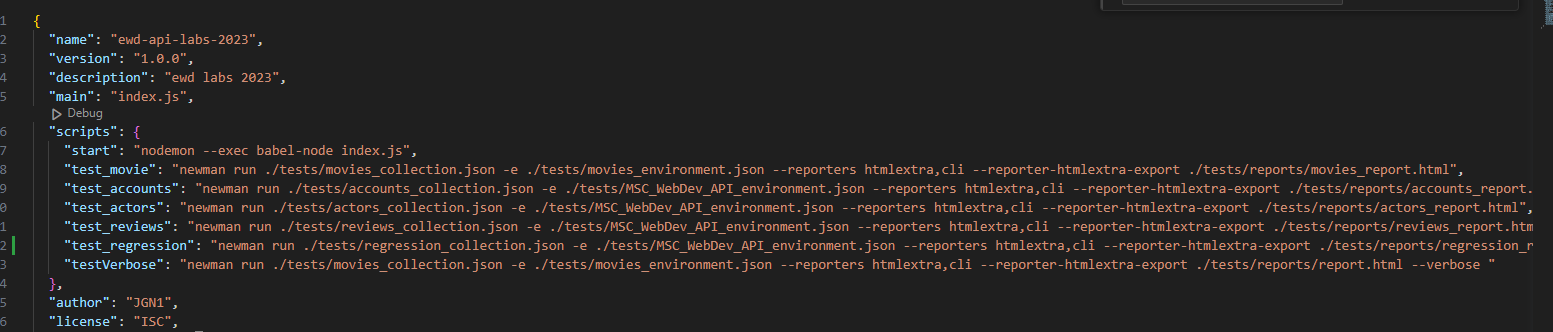 1 {
2 "name": "ewd-api-labs-2023",
3 "version": "1.0.0",
4 "description": "ewd labs 2023",
5 "main": "index.js",
Debug
6 "scripts": {
7 "start": "nodemon --exec babel-node index.js",
8 "test_movie": "newman run ./tests/movies_collection.json -e ./tests/movies_environment.json --reporters htmlextra,cli --reporter-htmlextra-export ./tests/reports/movies_report.html",
9 "test_accounts": "newman run ./tests/accounts_collection.json -e ./tests/MSC_WebDev_API_environment.json --reporters htmlextra,cli --reporter-htmlextra-export ./tests/reports/accounts_report.
0 "test_actors": "newman run ./tests/actors_collection.json -e ./tests/MSC_WebDev_API_environment.json --reporters htmlextra,cli --reporter-htmlextra-export ./tests/reports/actors_report.html",
1 "test_reviews": "newman run ./tests/reviews_collection.json -e ./tests/MSC_WebDev_API_environment.json --reporters htmlextra,cli --reporter-htmlextra-export ./tests/reports/reviews_report.htm
2 "test_regression": "newman run ./tests/regression_collection.json -e ./tests/MSC_WebDev_API_environment.json --reporters htmlextra,cli --reporter-htmlextra-export ./tests/reports/regression_r
3 "testVerbose": "newman run ./tests/movies_collection.json -e ./tests/movies_environment.json --reporters htmlextra,cli --reporter-htmlextra-export ./tests/reports/report.html --verbose "
4 },
5 "author": "JGN1",
6 "license": "ISC",